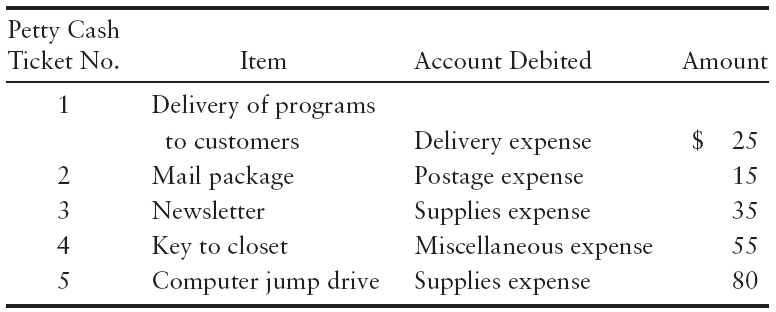 Petty Cash
Ticket No. Item Account Debited Amount
1 Delivery of programs
to customers Delivery expense $ 25
2 Mail package Postage expense 15
3 Newsletter Supplies expense 35
4 Key to closet Miscellaneous expense 55
5 Computer jump drive Supplies expense 80